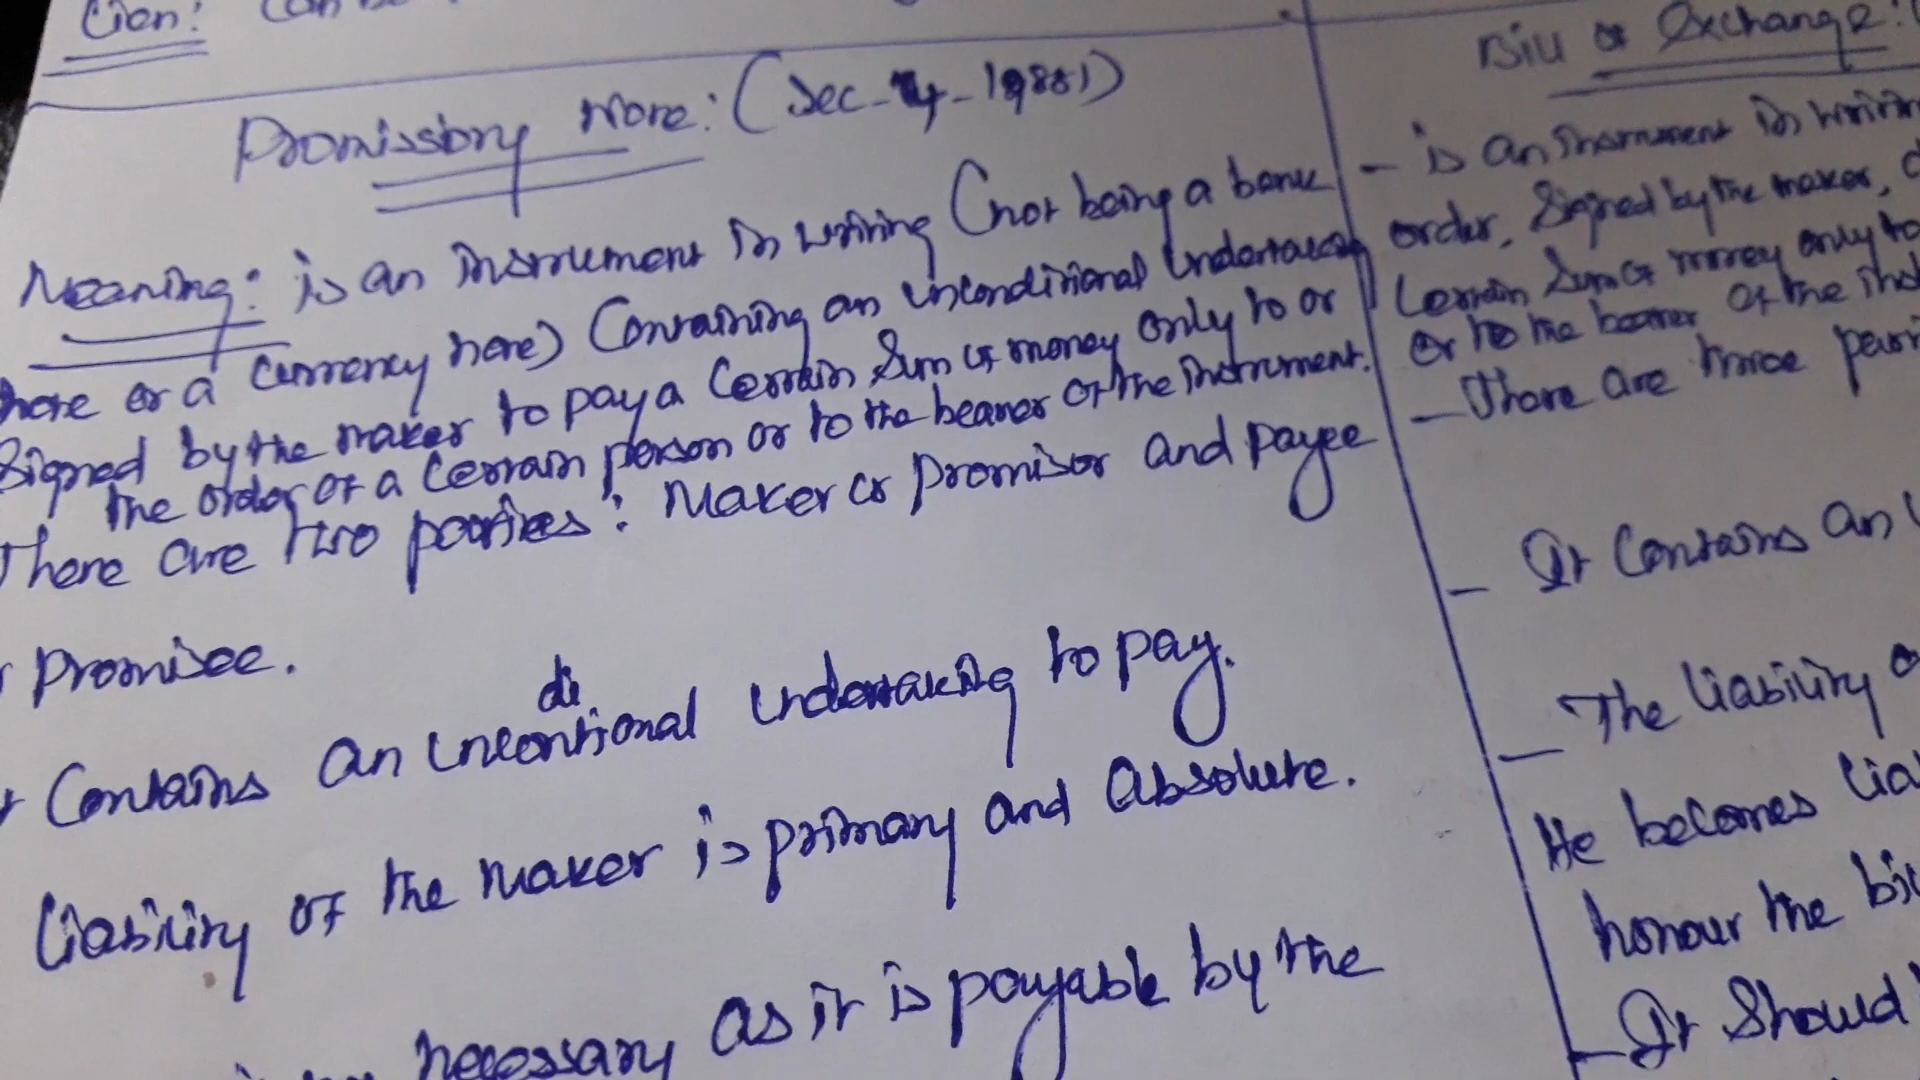 Promissory Note: (Sec-4-1881)
Meaning: is an Instrument in writing (not being a bank
note or a currency note) Containing an unconditional Undertaking
Signed by the maker to pay a Certain Sum of money only to or
the order of a Certain person or to the bearer of the instrument.
There are two parties: Maker or Promisor and Payee
Promisee.
Contains an unconditional undertaking to pay.
Liability of the Maker is primary and Absolute.
necessary as it is payable by the
Bill of Exchange:
- is an Instrument in writing
order, Signed by the maker,
Certain Sum of money only to
or to the bearer of the
- There are three
- It Contains an
- The liability
He becomes
honour the
- It Should